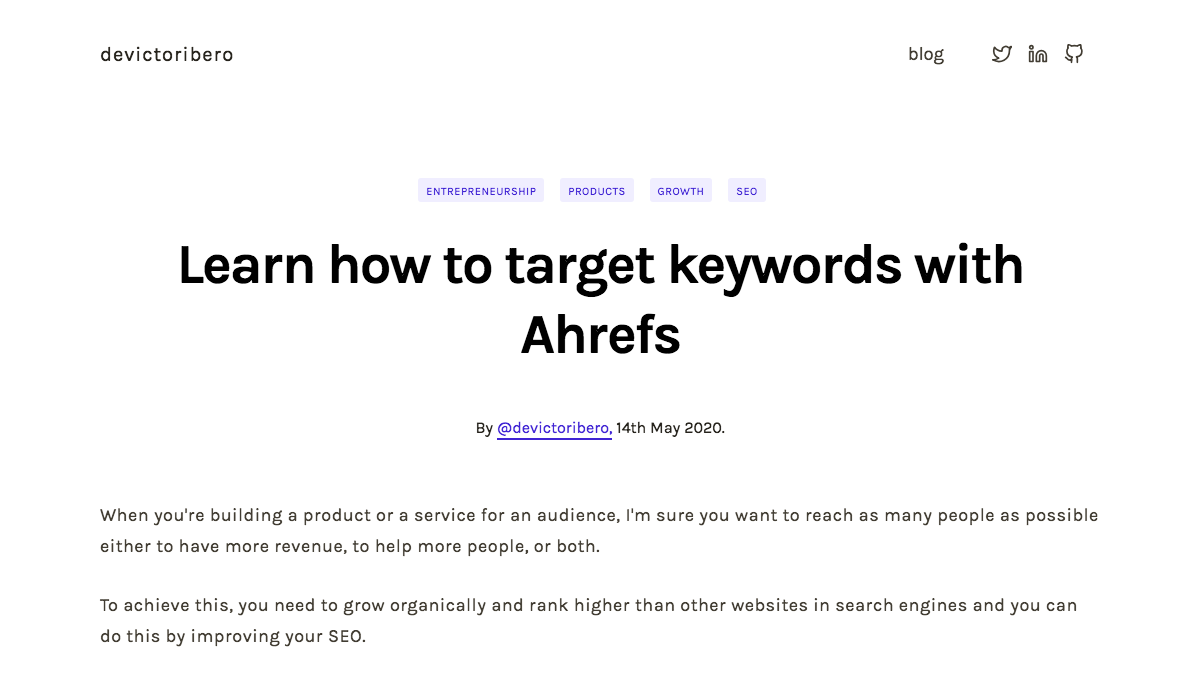 devictoribero
blog
ENTREPRENEURSHIP PRODUCTS GROWTH SEO
Learn how to target keywords with
Ahrefs
By @devictoribero, 14th May 2020.
When you're building a product or a service for an audience, I'm sure you want to reach as many people as possible
either to have more revenue, to help more people, or both.
To achieve this, you need to grow organically and rank higher than other websites in search engines and you can
do this by improving your SEO.